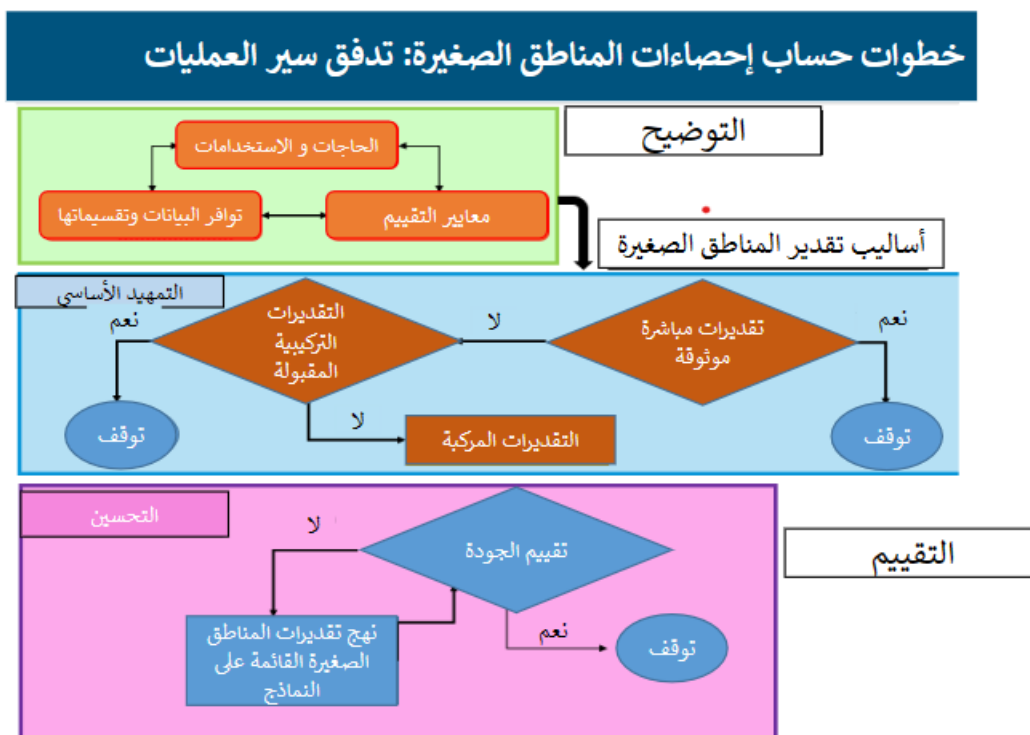 خطوات حساب إحصاءات المناطق الصغيرة: تدفق سير العمليات
التوضيح
الحاجات و الاستخدامات
معايير التقييم
توافر البيانات وتقسيماتها
أساليب تقدير المناطق الصغيرة
التمهيد الأساسي
نعم
تقديرات مباشرة
موثوقة
لا
التقديرات
التركيبية
المقبولة
نعم
توقف
لا
التقديرات المركبة
توقف
التحسين
التقييم
تقييم الجودة
لا
نعم
توقف
نهج تقديرات المناطق
الصغيرة القائمة على
النماذج